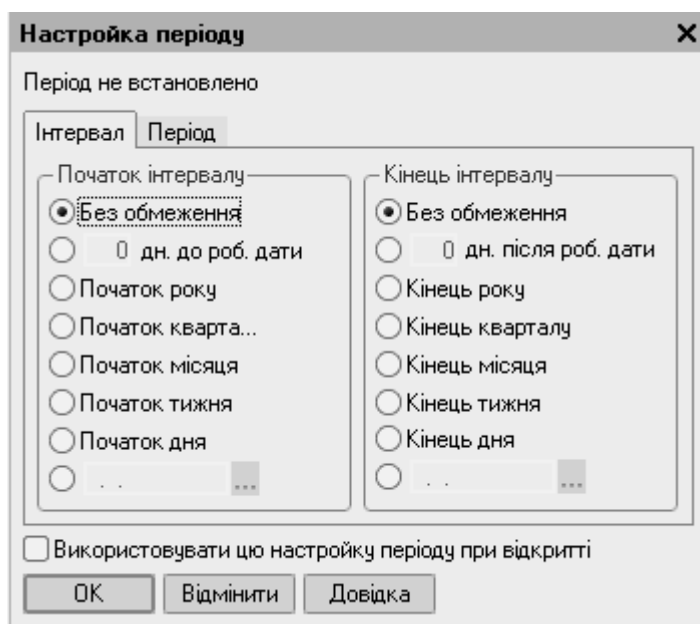 Настройка періоду
Період не встановлено
Інтервал Період
Початок інтервалу
Без обмеження
0 дн. до роб. дати
Початок року
Початок кварта...
Початок місяця
Початок тижня
Початок дня
. . ...
Кінець інтервалу
Без обмеження
0 дн. після роб. дати
Кінець року
Кінець кварталу
Кінець місяця
Кінець тижня
Кінець дня
. . ...
Використовувати цю настройку періоду при відкритті
OK Відмінити Довідка